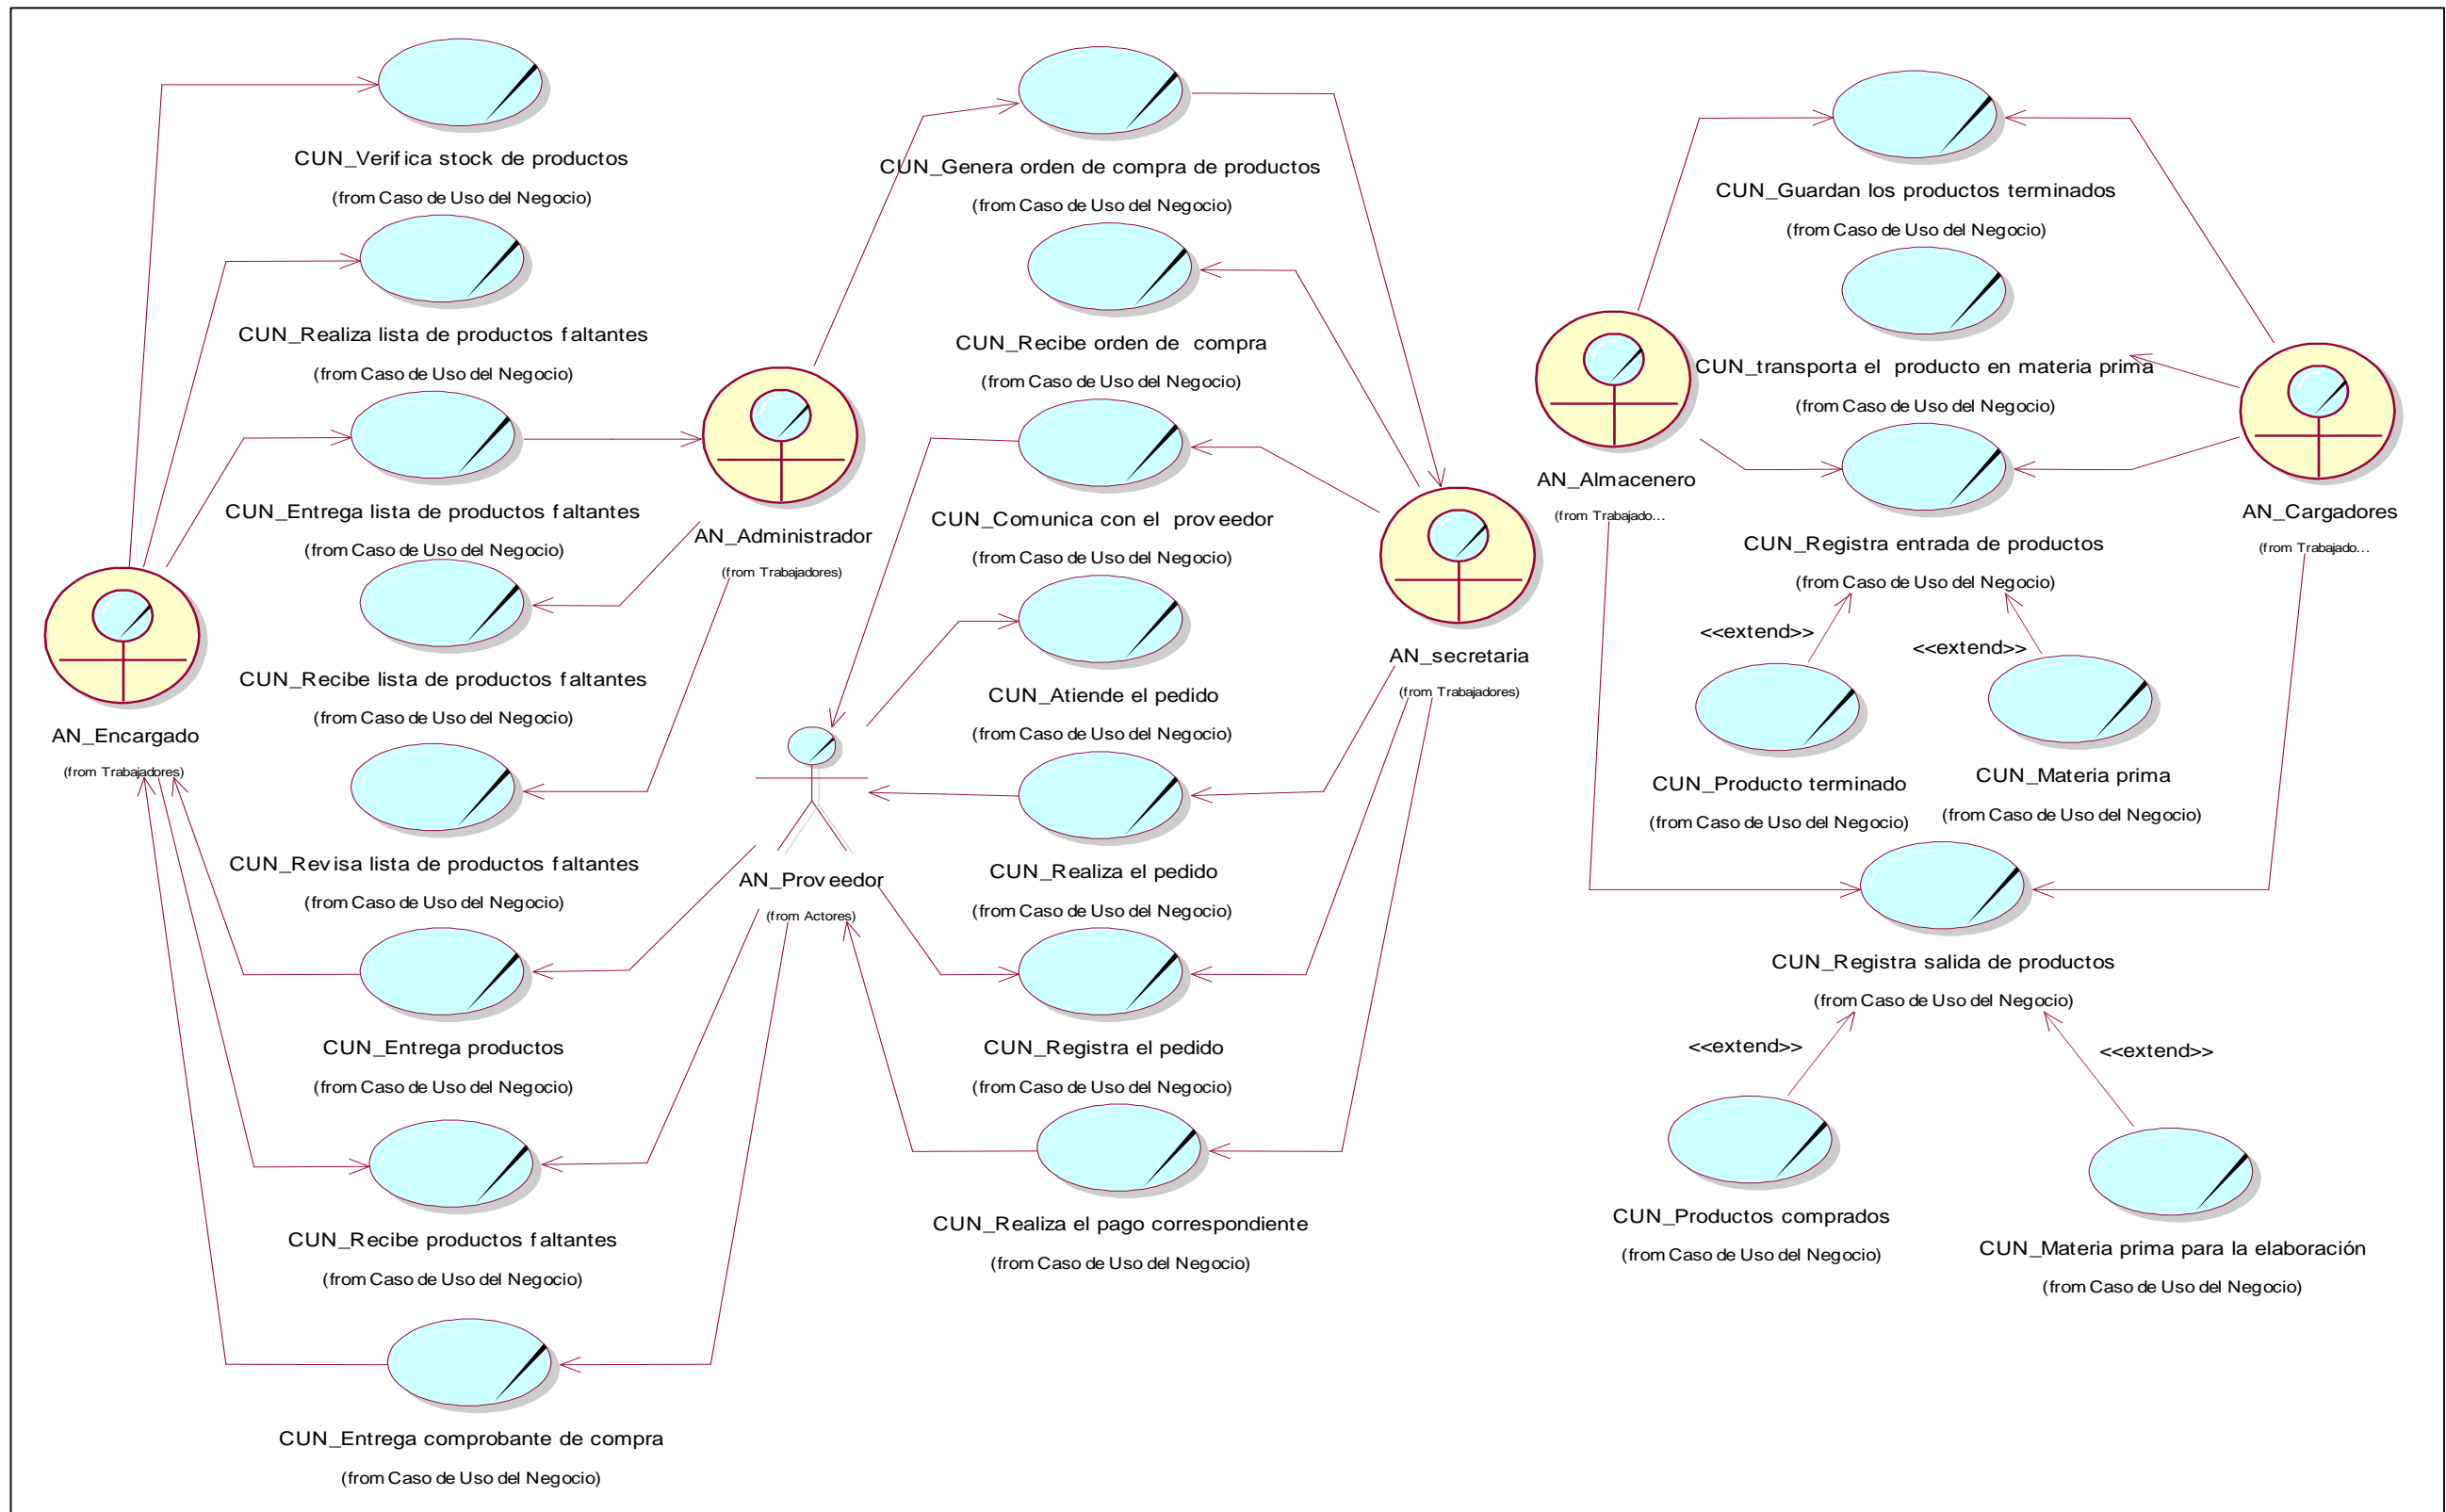 CUN_Verifica stock de productos
(from Caso de Uso del Negocio)
CUN_Realiza lista de productos faltantes
(from Caso de Uso del Negocio)
CUN_Entrega lista de productos faltantes
(from Caso de Uso del Negocio)
CUN_Recibe lista de productos faltantes
(from Caso de Uso del Negocio)
AN_Encargado
(from Trabajadores)
CUN_Revisa lista de productos faltantes
(from Caso de Uso del Negocio)
CUN_Entrega productos
(from Caso de Uso del Negocio)
CUN_Recibe productos faltantes
(from Caso de Uso del Negocio)
CUN_Entrega comprobante de compra
(from Caso de Uso del Negocio)
AN_Administrador
(from Trabajadores)
AN_Proveedor
(from Actores)
CUN_Genera orden de compra de productos
(from Caso de Uso del Negocio)
CUN_Recibe orden de  compra
(from Caso de Uso del Negocio)
CUN_Comunica con el  proveedor
(from Caso de Uso del Negocio)
CUN_Atiende el pedido
(from Caso de Uso del Negocio)
CUN_Realiza el pedido
(from Caso de Uso del Negocio)
CUN_Registra el pedido
(from Caso de Uso del Negocio)
CUN_Realiza el pago correspondiente
(from Caso de Uso del Negocio)
AN_secretaria
(from Trabajadores)
CUN_Guardan los productos terminados
(from Caso de Uso del Negocio)
CUN_transporta el  producto en materia prima
(from Caso de Uso del Negocio)
AN_Almacenero
(from Trabajado...
AN_Cargadores
(from Trabajado...
CUN_Registra entrada de productos
(from Caso de Uso del Negocio)
<<extend>>
<<extend>>
CUN_Producto terminado
(from Caso de Uso del Negocio)
CUN_Materia prima
(from Caso de Uso del Negocio)
CUN_Registra salida de productos
(from Caso de Uso del Negocio)
<<extend>>
<<extend>>
CUN_Productos comprados
(from Caso de Uso del Negocio)
CUN_Materia prima para la elaboración
(from Caso de Uso del Negocio)